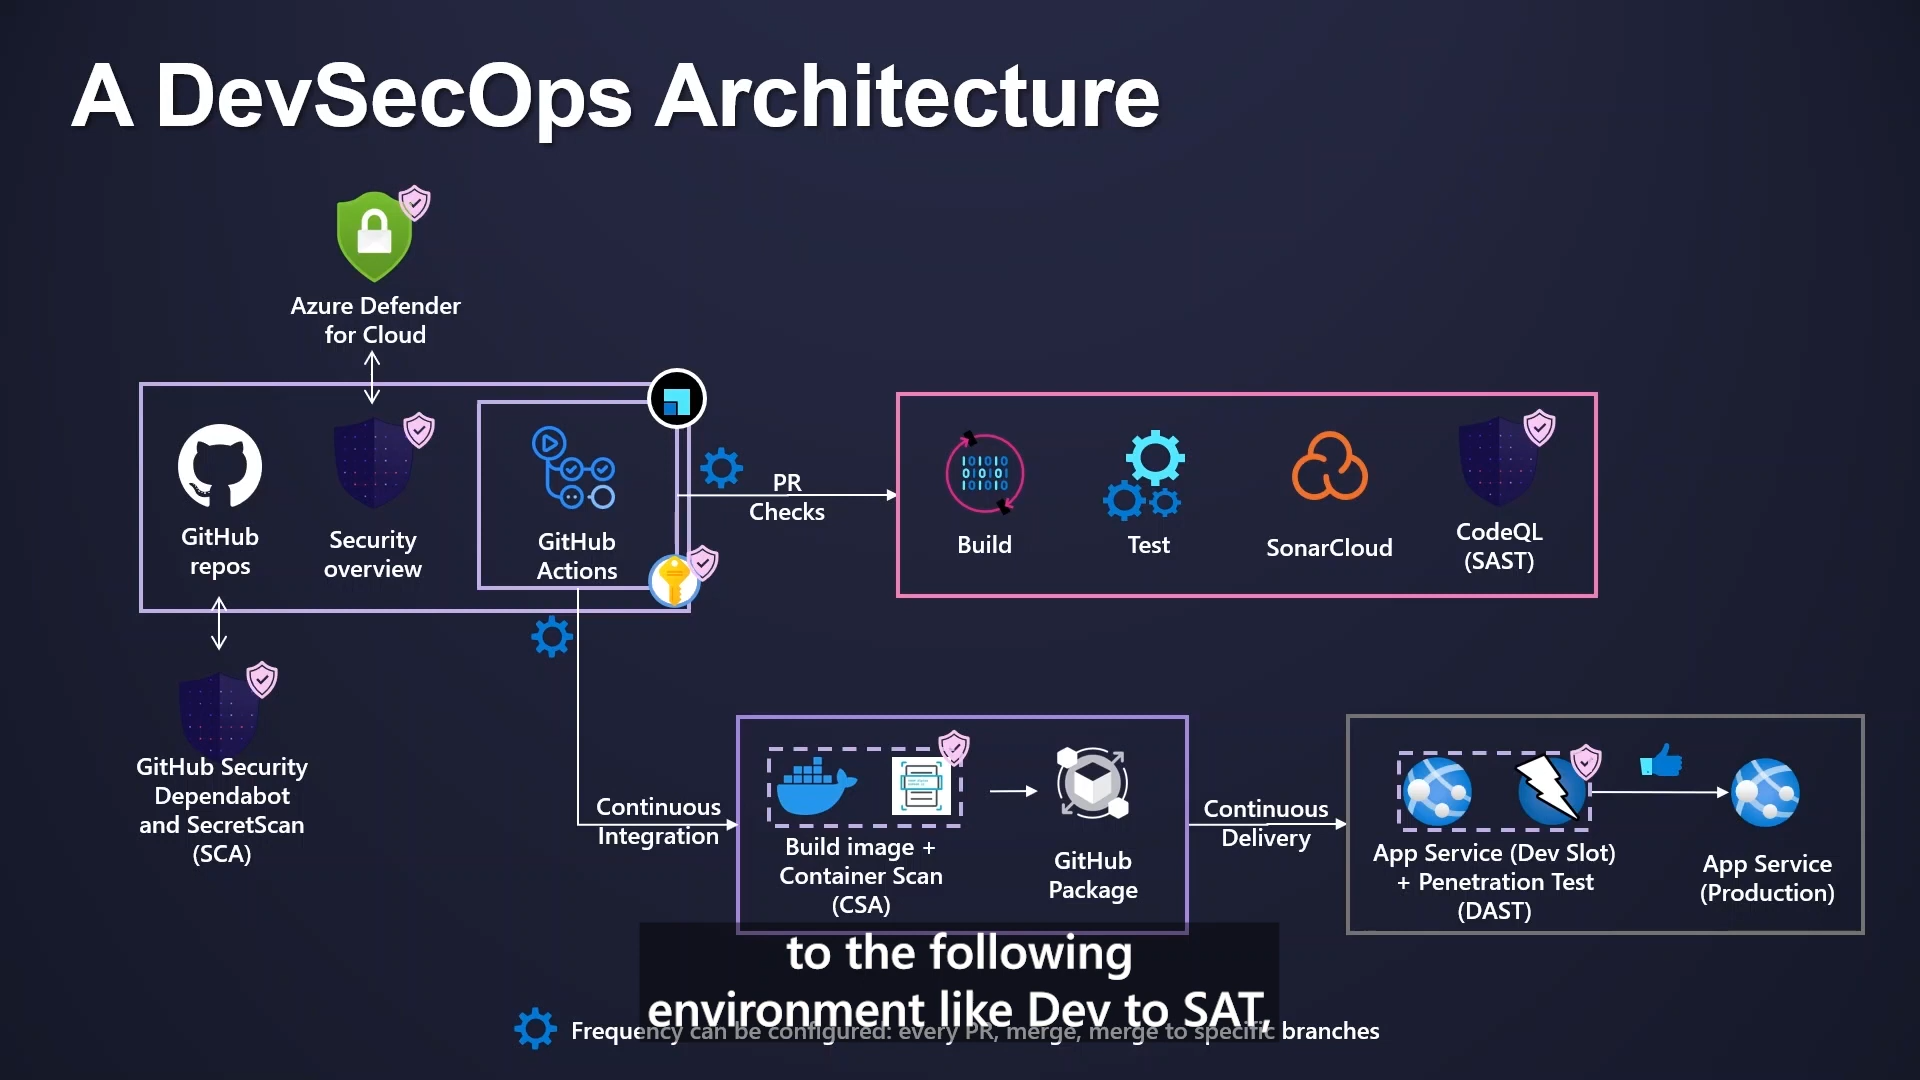 A DevSecOps Architecture
Azure Defender
for Cloud
GitHub
repos
Security
overview
GitHub
Actions
PR
Checks
Build
Test
SonarCloud
CodeQL
(SAST)
GitHub Security
Dependabot
and SecretScan
(SCA)
Continuous
Integration
Build image +
Container Scan
(CSA)
GitHub
Package
Continuous
Delivery
App Service (Dev Slot)
+ Penetration Test
(DAST)
App Service
(Production)
to the following
environment like Dev to SAT,
Frequency can be configured: every PR, merge, merge to specific branches